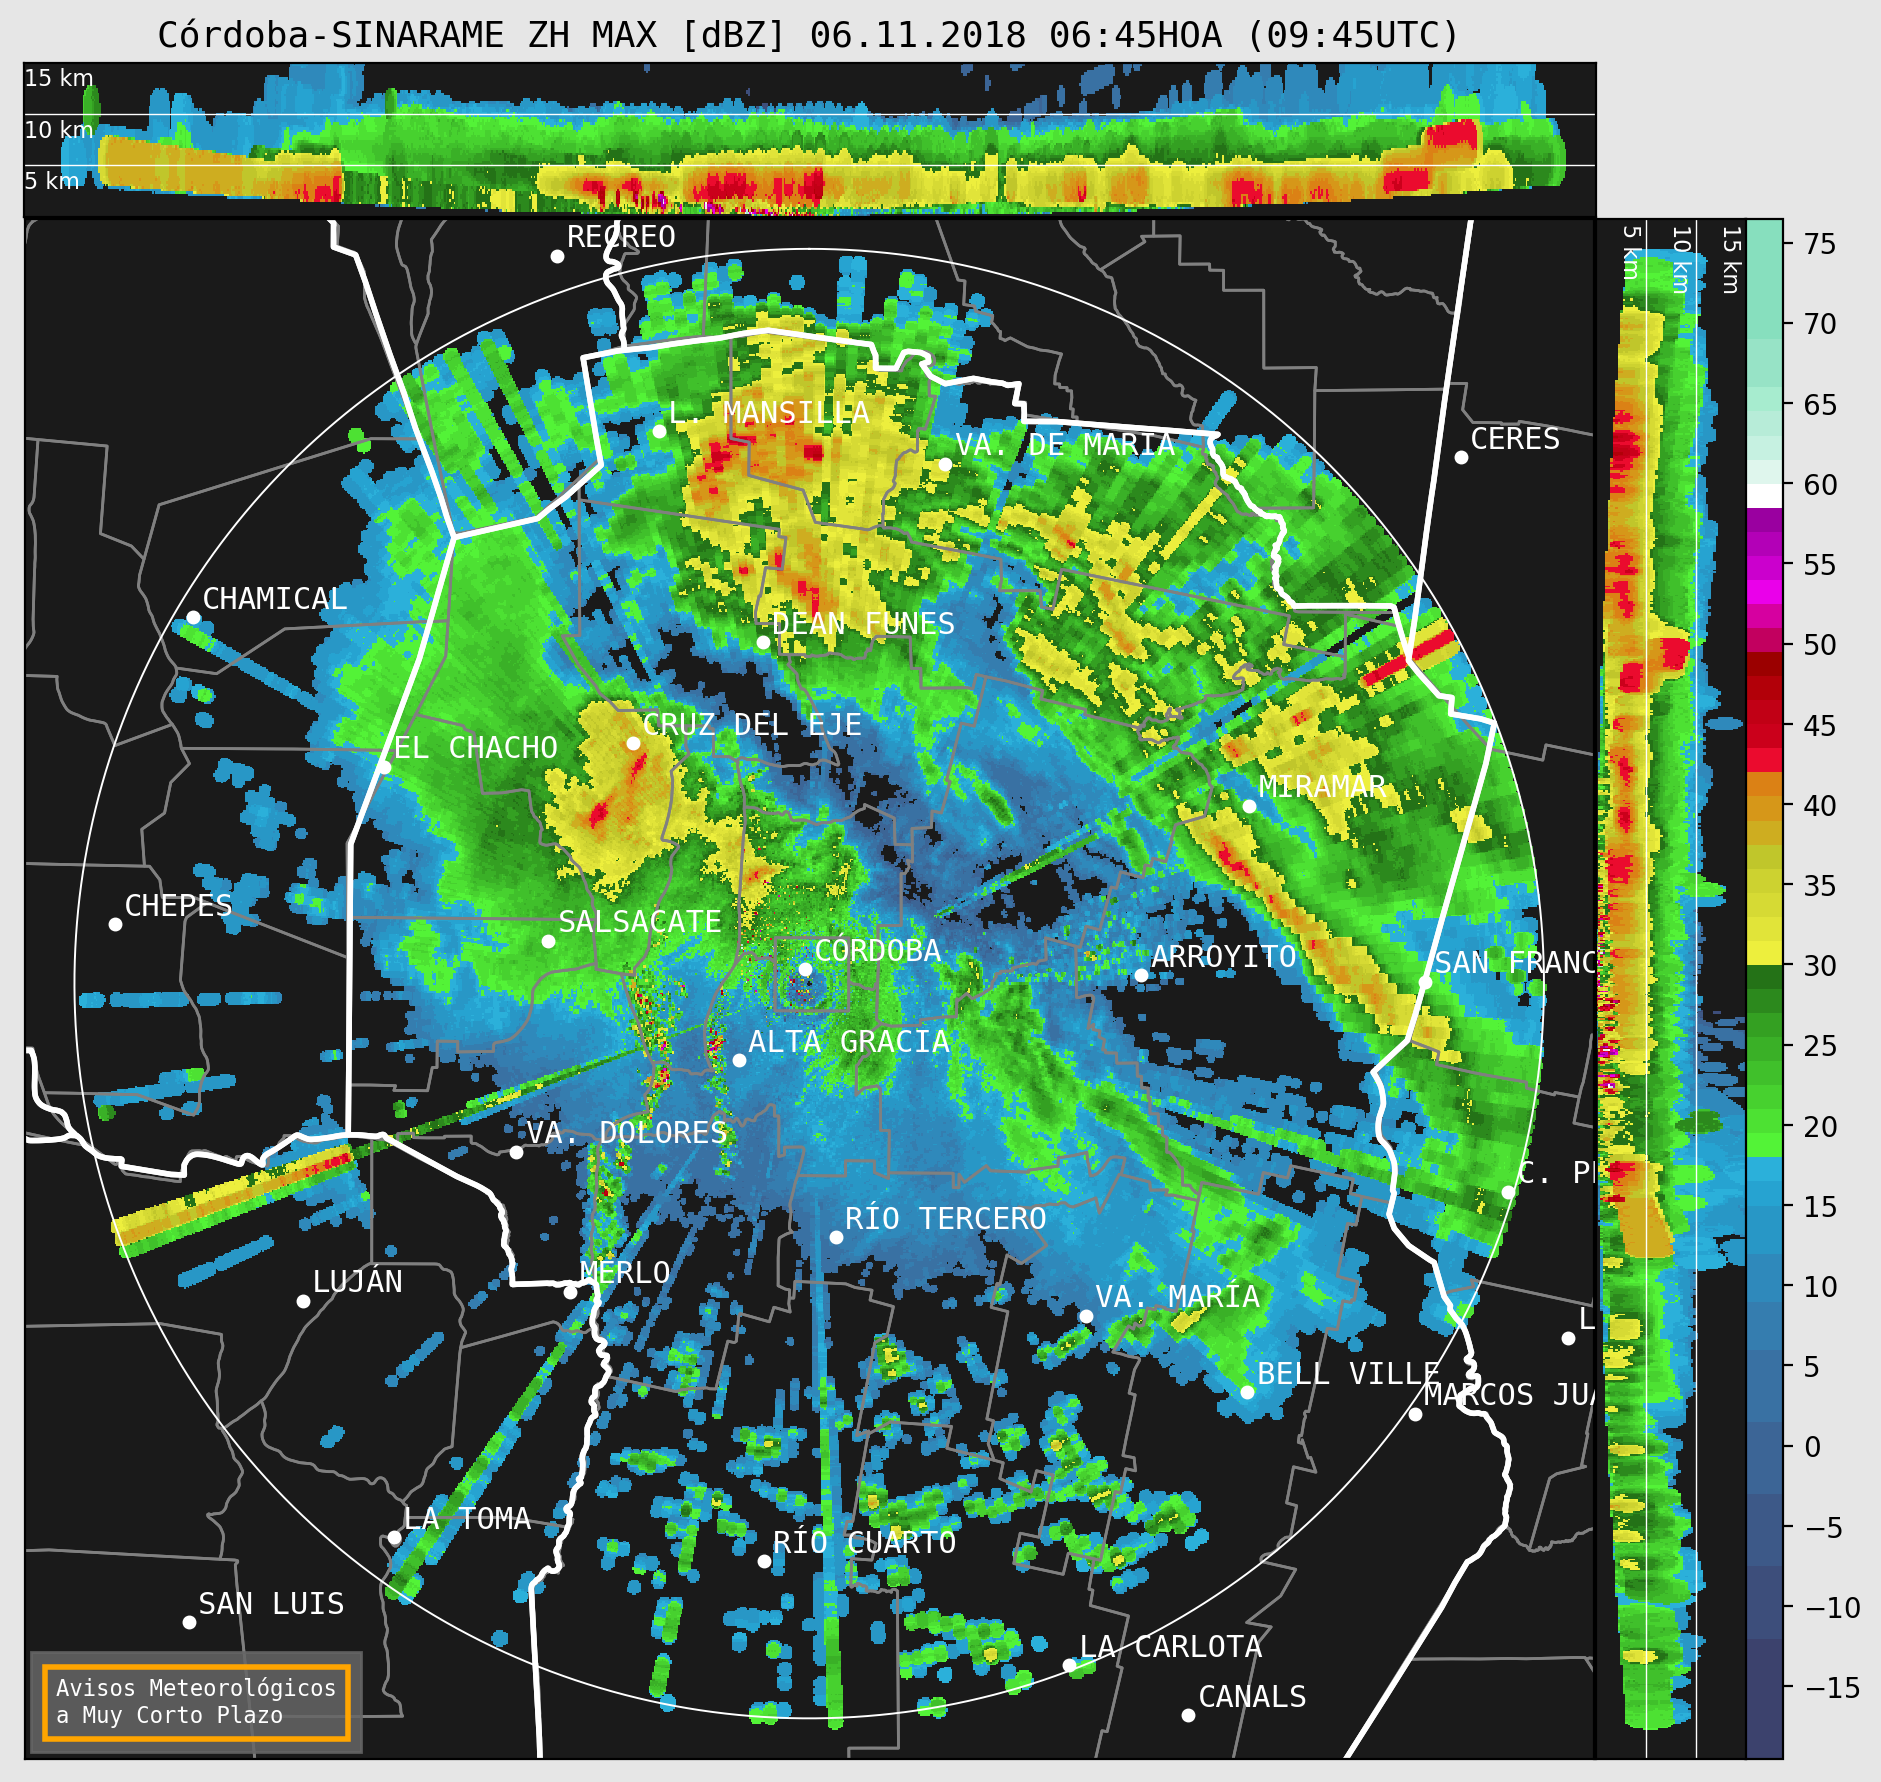 Córdoba-SINARAME ZH MAX [dBZ] 06.11.2018 06:45HOA (09:45UTC)
15 km
10 km
5 km
5 km
10 km
15 km
RECREO
L. MANSILLA
VA. DE MARIA
CERES
CHAMICAL
DEAN FUNES
CRUZ DEL EJE
EL CHACHO
MIRAMAR
CHEPES
SALSACATE
CÓRDOBA
ARROYITO
SAN FRANC
ALTA GRACIA
VA. DOLORES
C. P
RÍO TERCERO
LUJÁN
MERLO
VA. MARÍA
L
BELL VILLE
MARCOS JUA
LA TOMA
RÍO CUARTO
SAN LUIS
LA CARLOTA
CANALS
Avisos Meteorológicos
a Muy Corto Plazo
75
70
65
60
55
50
45
40
35
30
25
20
15
10
5
0
−5
−10
−15